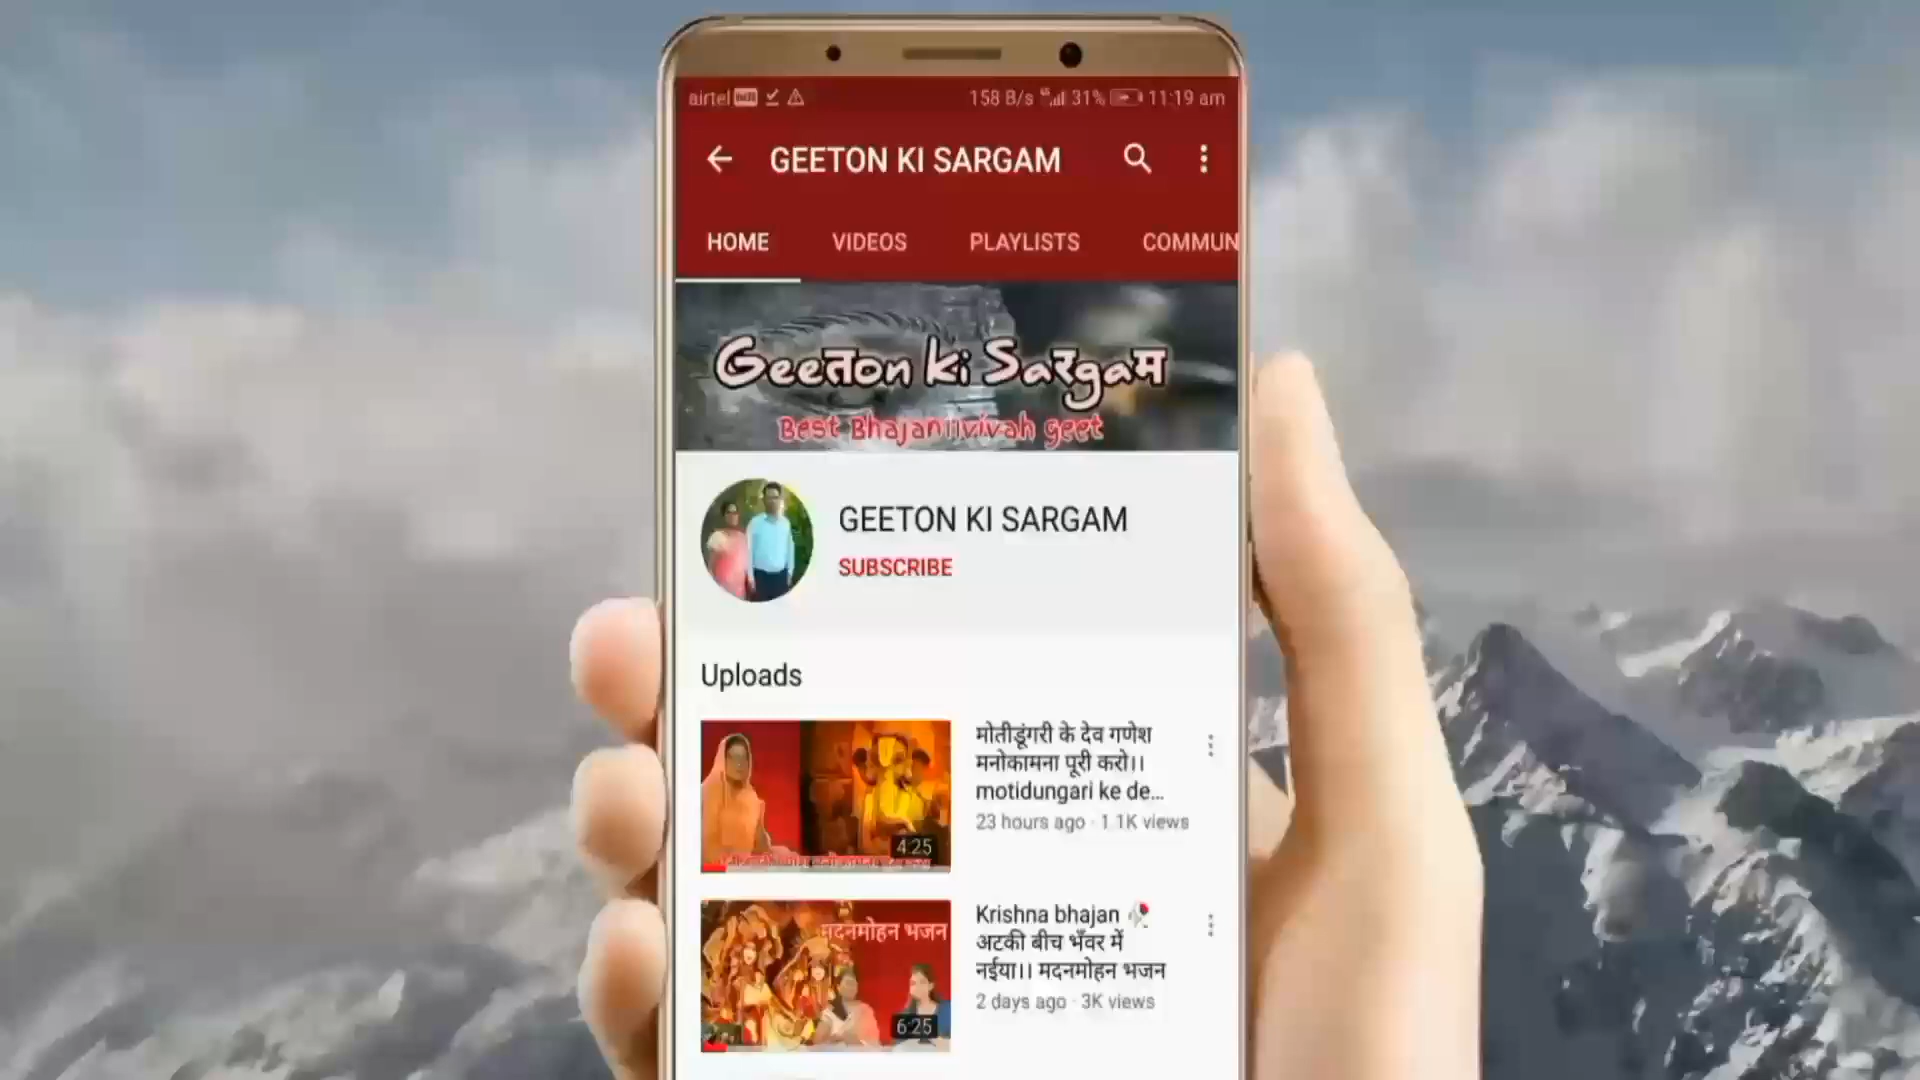 airtel
158 B/s 31% 11:19 am
GEETON KI SARGAM
HOME VIDEOS PLAYLISTS COMMUN
Geeतon ki Saरgaम
Best Bhajan।।vivah geet
GEETON KI SARGAM
SUBSCRIBE
Uploads
मोतीडूंगरी के देव गणेश
मनोकामना पूरी करो।।
motidungari ke de...
23 hours ago · 1.1K views
4:25
मदनमोहन भजन
6:25
Krishna bhajan
अटकी बीच भँवर में
नईया।। मदनमोहन भजन
2 days ago · 3K views